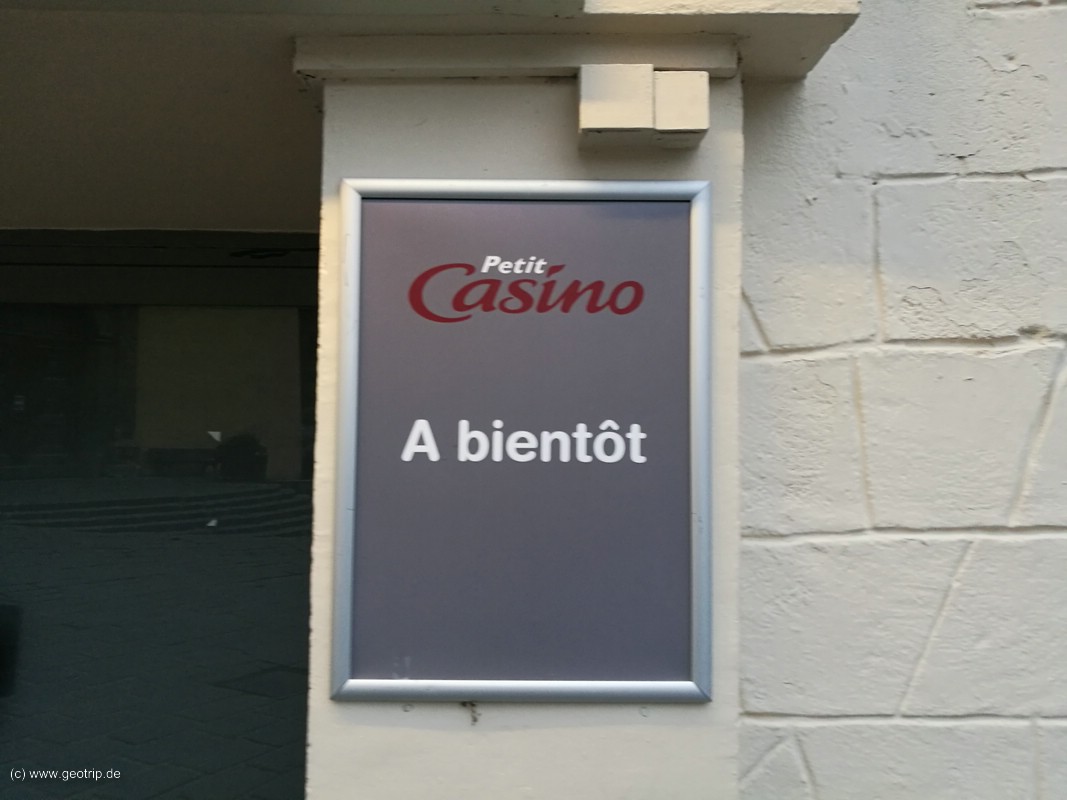 Petit
Casino
A bientôt
(c) www.geotrip.de